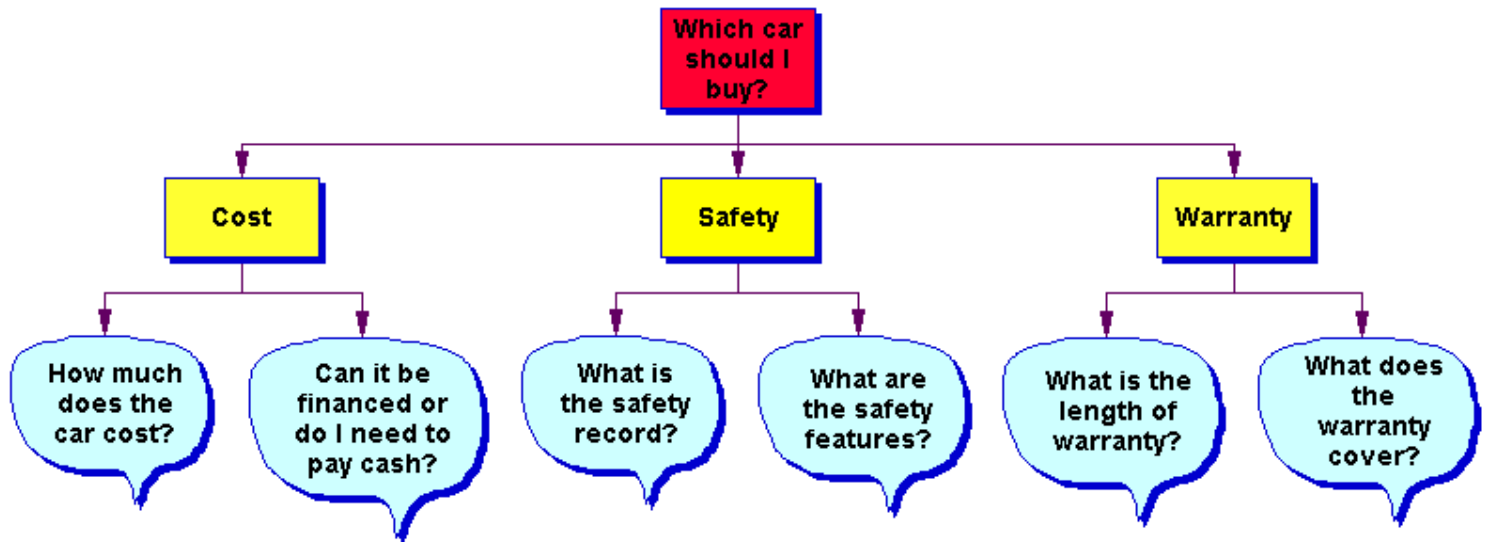 Which car
should I
buy?
Cost
Safety
Warranty
How much
does the
car cost?
Can it be
financed or
do I need to
pay cash?
What is
the safety
record?
What are
the safety
features?
What is the
length of
warranty?
What does
the
warranty
cover?